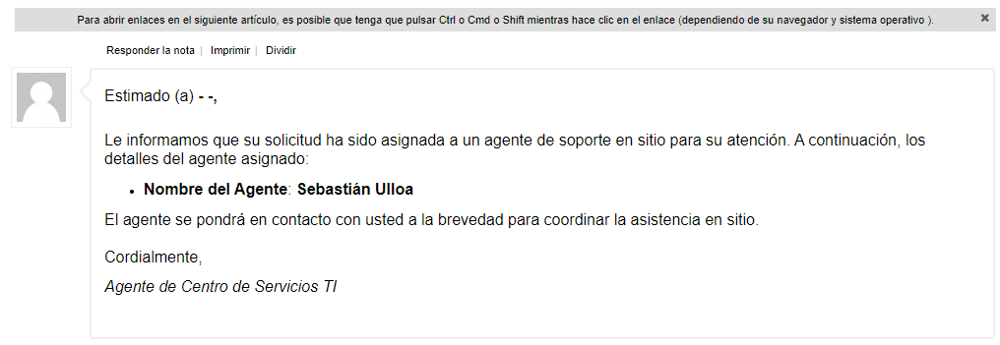 Para abrir enlaces en el siguiente artículo, es posible que tenga que pulsar Ctrl o Cmd o Shift mientras hace clic en el enlace (dependiendo de su navegador y sistema operativo ).
Responder la nota | Imprimir | Dividir
Estimado (a) - -,
Le informamos que su solicitud ha sido asignada a un agente de soporte en sitio para su atención. A continuación, los
detalles del agente asignado:
• Nombre del Agente: Sebastián Ulloa
El agente se pondrá en contacto con usted a la brevedad para coordinar la asistencia en sitio.
Cordialmente,
Agente de Centro de Servicios TI